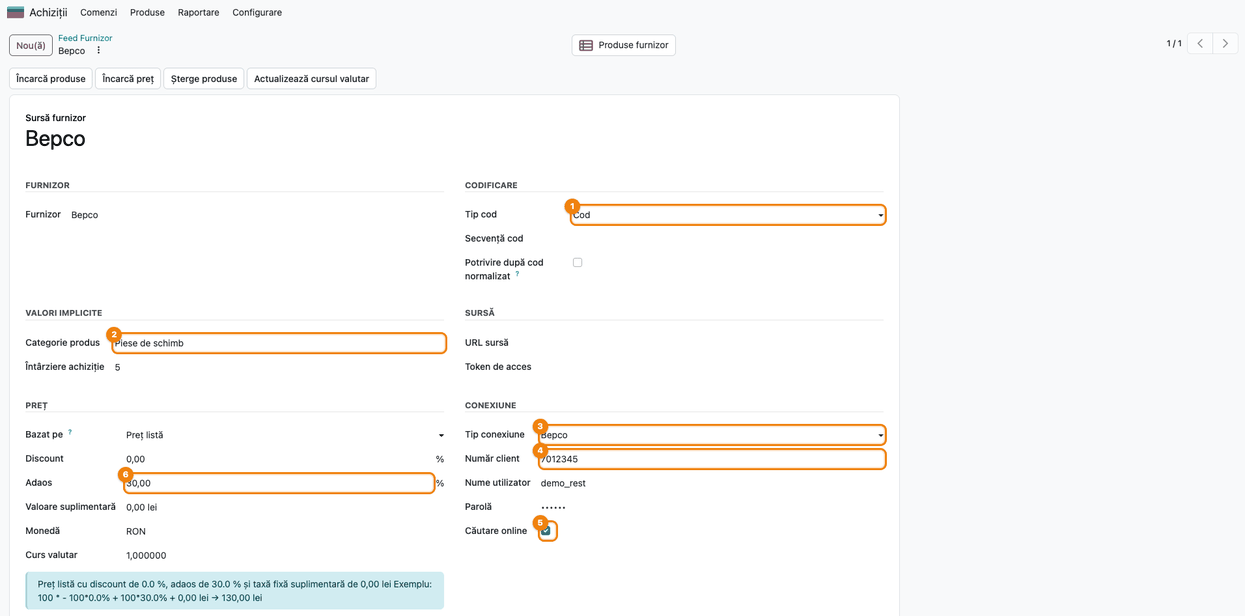 Achiziții Comenzi Produse Raportare Configurare
Nou(ă) Feed Furnizor
Bepco
Produse furnizor
1 / 1
Încarcă produse Încarcă preț Șterge produse Actualizează cursul valutar
Sursă furnizor
Bepco
FURNIZOR
Furnizor Bepco
CODIFICARE
1
Tip cod Cod
Secvență cod
Potrivire după cod
normalizat ?
VALORI IMPLICITE
2
Categorie produs Piese de schimb
Întârziere achiziție 5
SURSĂ
URL sursă
Token de acces
PREȚ
Bazat pe ? Preț listă
Discount 0,00 %
6
Adaos 30,00 %
Valoare suplimentară 0,00 lei
Monedă RON
Curs valutar 1,000000
Preț listă cu discount de 0.0 %, adaos de 30.0 % și taxă fixă suplimentară de 0,00 lei Exemplu:
100 * - 100*0.0% + 100*30.0% + 0,00 lei → 130,00 lei
CONEXIUNE
3
Tip conexiune Bepco
4
Număr client 7012345
Nume utilizator demo_rest
Parolă ••••••
5
Căutare online